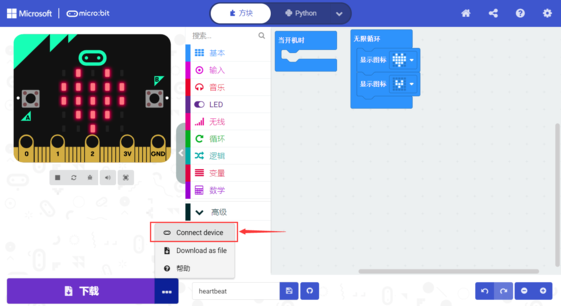 Microsoft
micro:bit
方块
Python
搜索...
基本
输入
音乐
LED
无线
循环
逻辑
变量
数学
高级
当开机时
无限循环
显示图标
显示图标
B
A
0 1 2 3V GND
Connect device
Download as file
帮助
下载
heartbeat